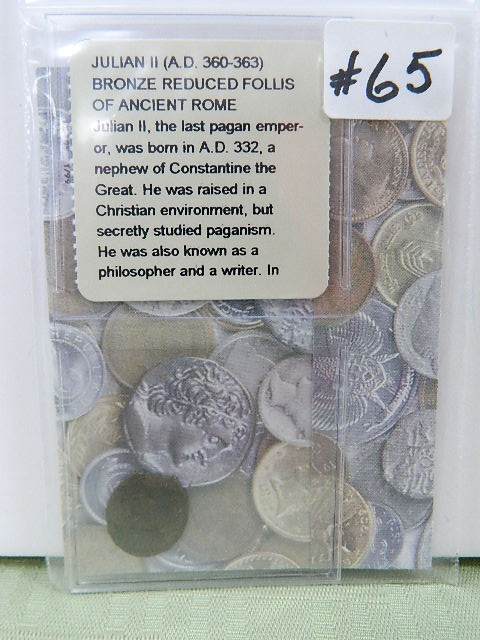 JULIAN II (A.D. 360-363)
BRONZE REDUCED FOLLIS
OF ANCIENT ROME
Julian II, the last pagan emper-
or, was born in A.D. 332, a
nephew of Constantine the
Great. He was raised in a
Christian environment, but
secretly studied paganism.
He was also known as a
philosopher and a writer. In
#65